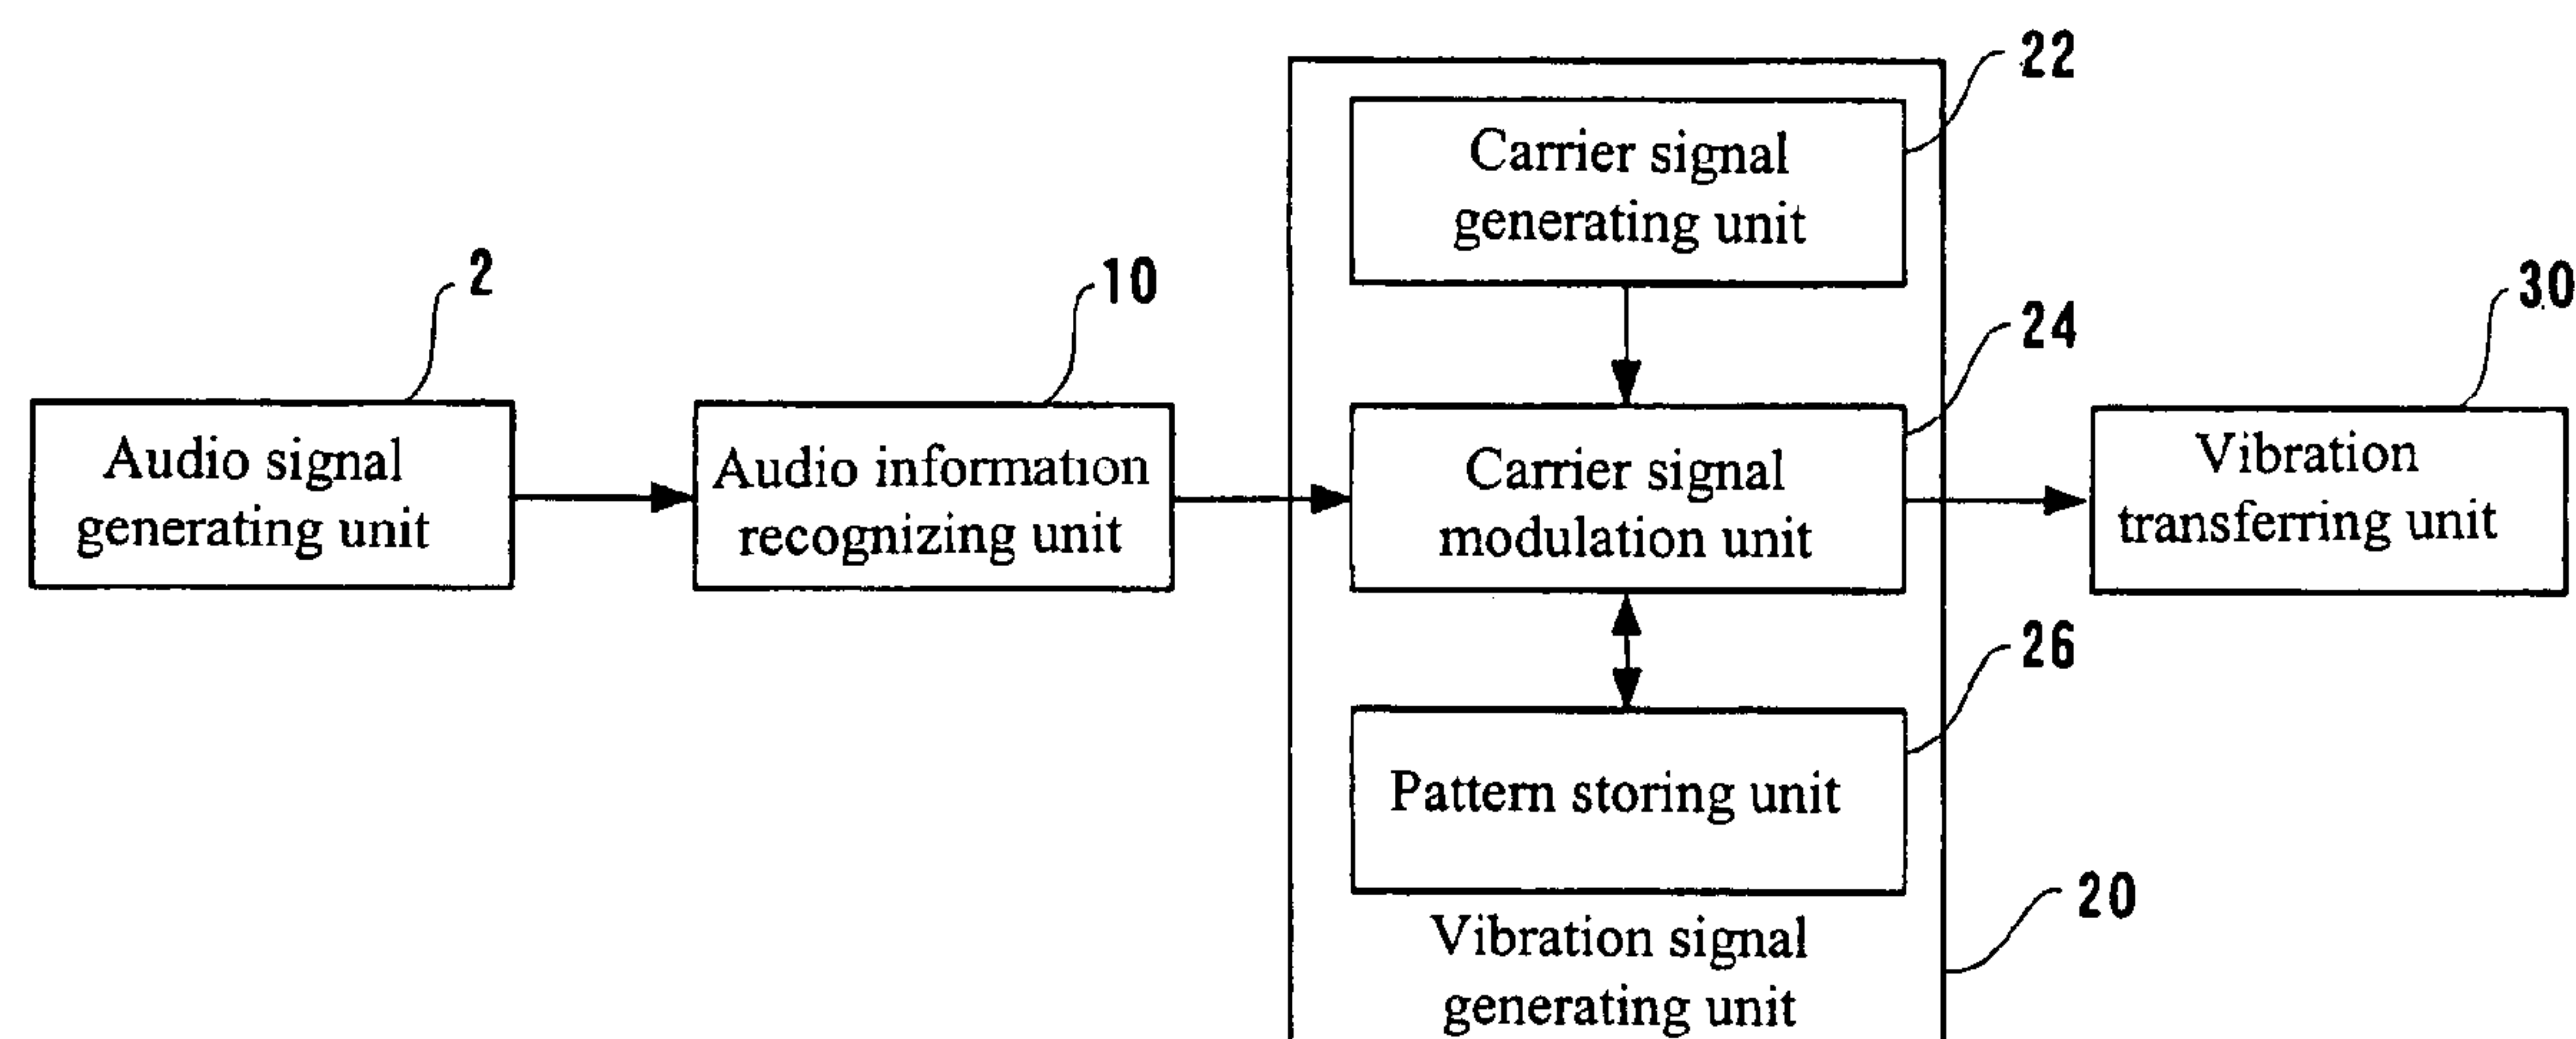 22
Carrier signal
generating unit
2
10
30
24
Audio signal
generating unit
Audio information
recognizing unit
Carrier signal
modulation unit
Vibration
transferring unit
26
Pattern storing unit
20
Vibration signal
generating unit